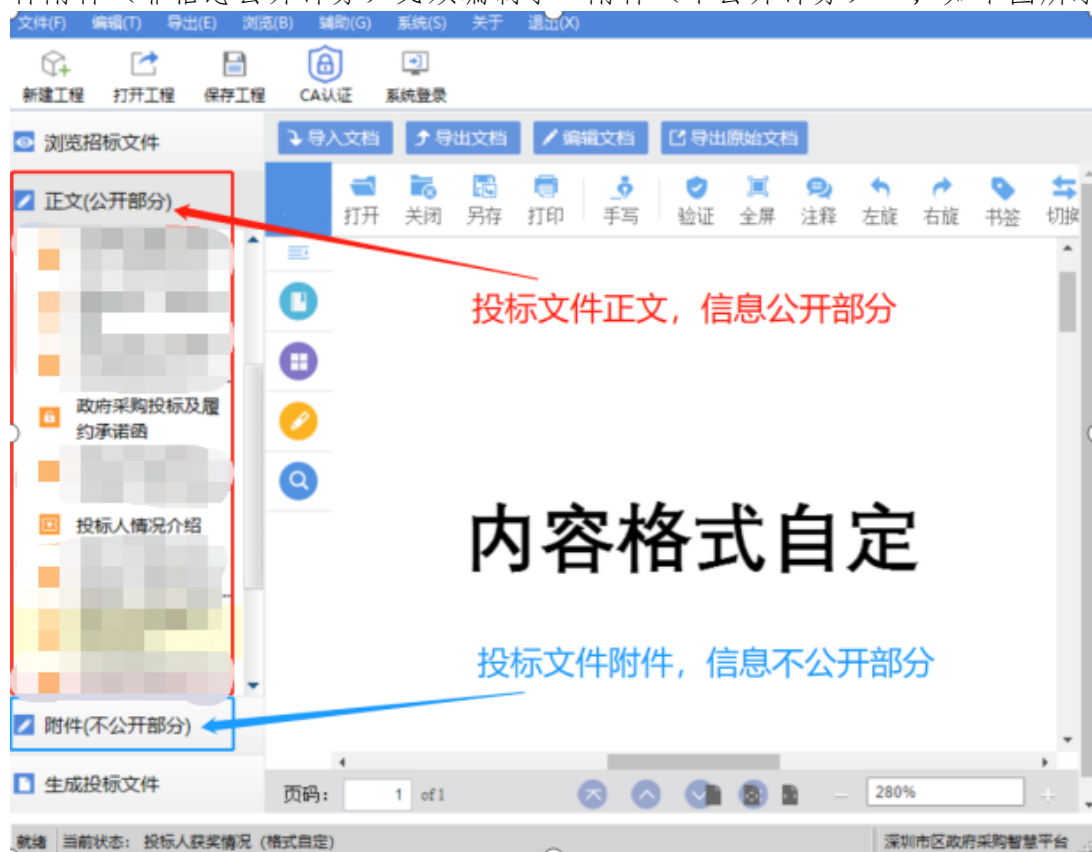 文件(F) 编辑(T) 导出(E) 浏览(B) 辅助(G) 系统(S) 关于 退出(X)
新建工程 打开工程 保存工程 CA认证 系统登录
浏览招标文件
导入文档 导出文档 编辑文档 导出原始文档
正文(公开部分)
打开 关闭 另存 打印 手写 验证 全屏 注释 左旋 右旋 书签 切换
投标文件正文，信息公开部分
政府采购投标及履
约承诺函
投标人情况介绍
内容格式自定
投标文件附件，信息不公开部分
附件(不公开部分)
生成投标文件
页码： 1 of1 280%
就绪 当前状态： 投标人获奖情况（格式自定） 深圳市区政府采购智慧平台